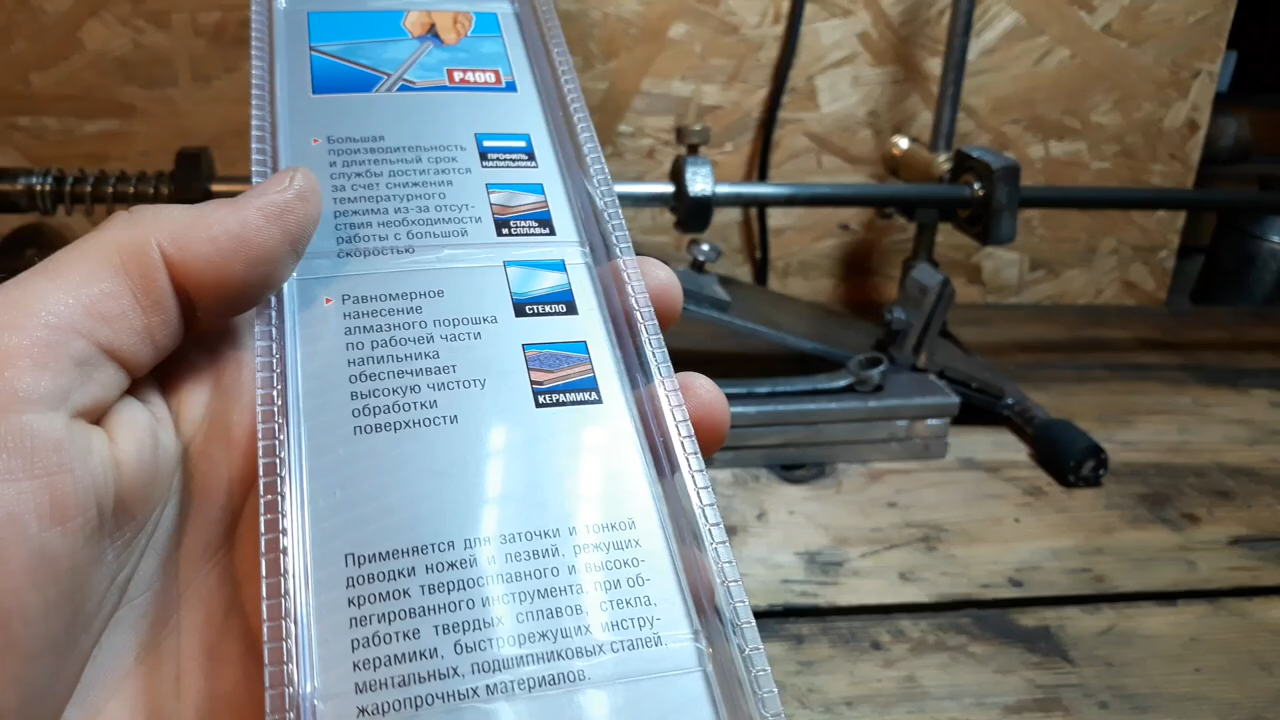 P400
Большая
производительность
и длительный срок
службы достигаются
за счет снижения
температурного
режима из-за отсут-
ствия необходимости
работы с большой
скоростью
ПРОФИЛЬ
НАПИЛЬНИКА
СТАЛЬ
И СПЛАВЫ
Равномерное
нанесение
алмазного порошка
по рабочей части
напильника
обеспечивает
высокую чистоту
обработки
поверхности
СТЕКЛО
КЕРАМИКА
Применяется для заточки и тонкой
доводки ножей и лезвий, режущих
кромок твердосплавного и высоко-
легированного инструмента, при об-
работке твердых сплавов, стекла,
керамики, быстрорежущих инстру-
ментальных, подшипниковых сталей.
жаропрочных материалов.